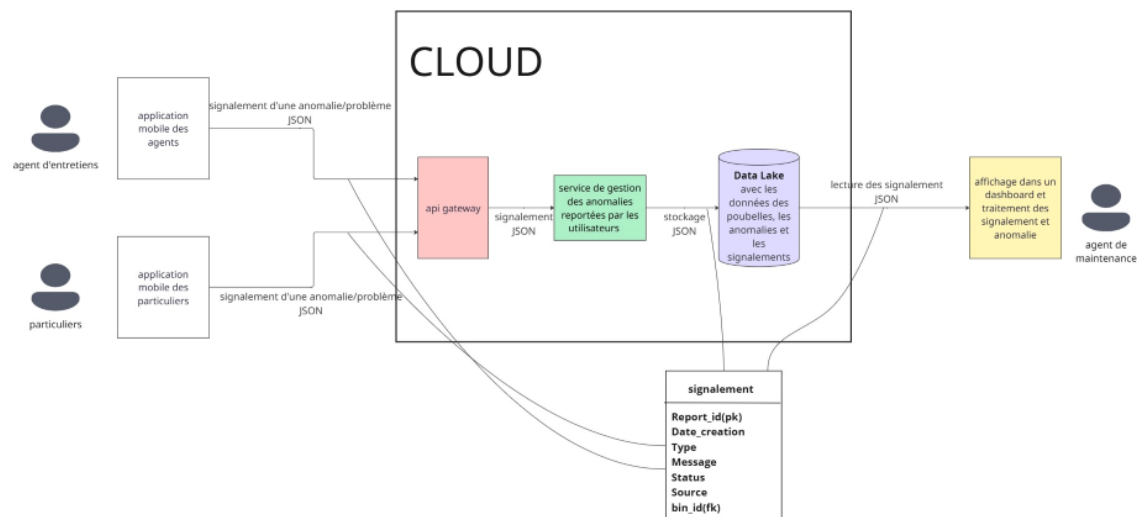 CLOUD
application
mobile des
agents
agent d'entretiens
signalement d'une anomalie/problème
JSON
api gateway
signalement
JSON
service de gestion
des anomalies
reportées par les
utilisateurs
stockage
JSON
Data Lake
avec les
données des
poubelles, les
anomalies et
les
signalements
lecture des signalement
JSON
affichage dans un
dashboard et
traitement des
signalement et
anomalie
agent de
maintenance
application
mobile des
particuliers
particuliers
signalement d'une anomalie/problème
JSON
signalement
Report_id(pk)
Date_creation
Type
Message
Status
Source
bin_id(fk)